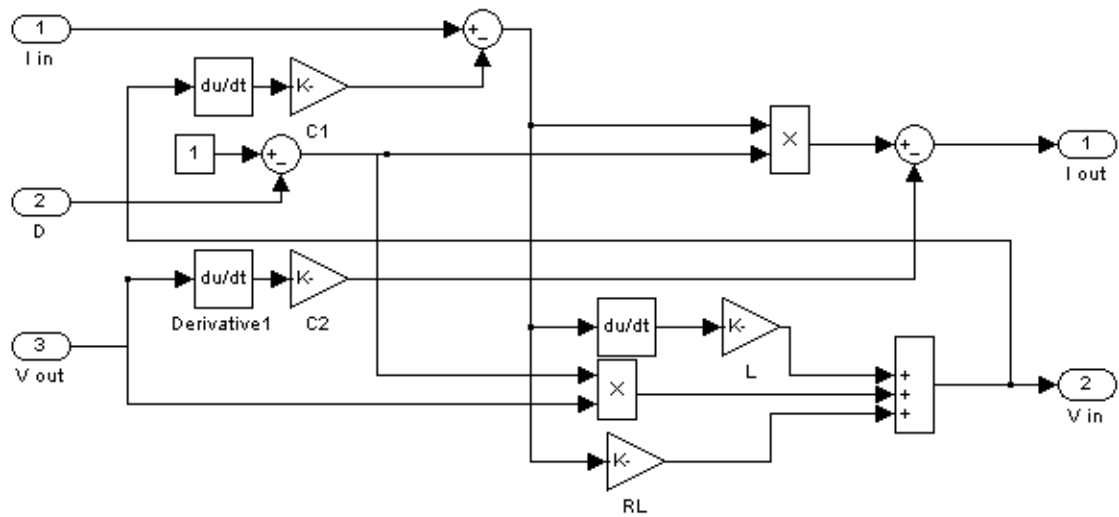 1
I in
du/dt
K-
C1
1
2
D
du/dt
Derivative1
K-
C2
3
V out
×
1
I out
du/dt
K-
L
×
K-
RL
2
V in